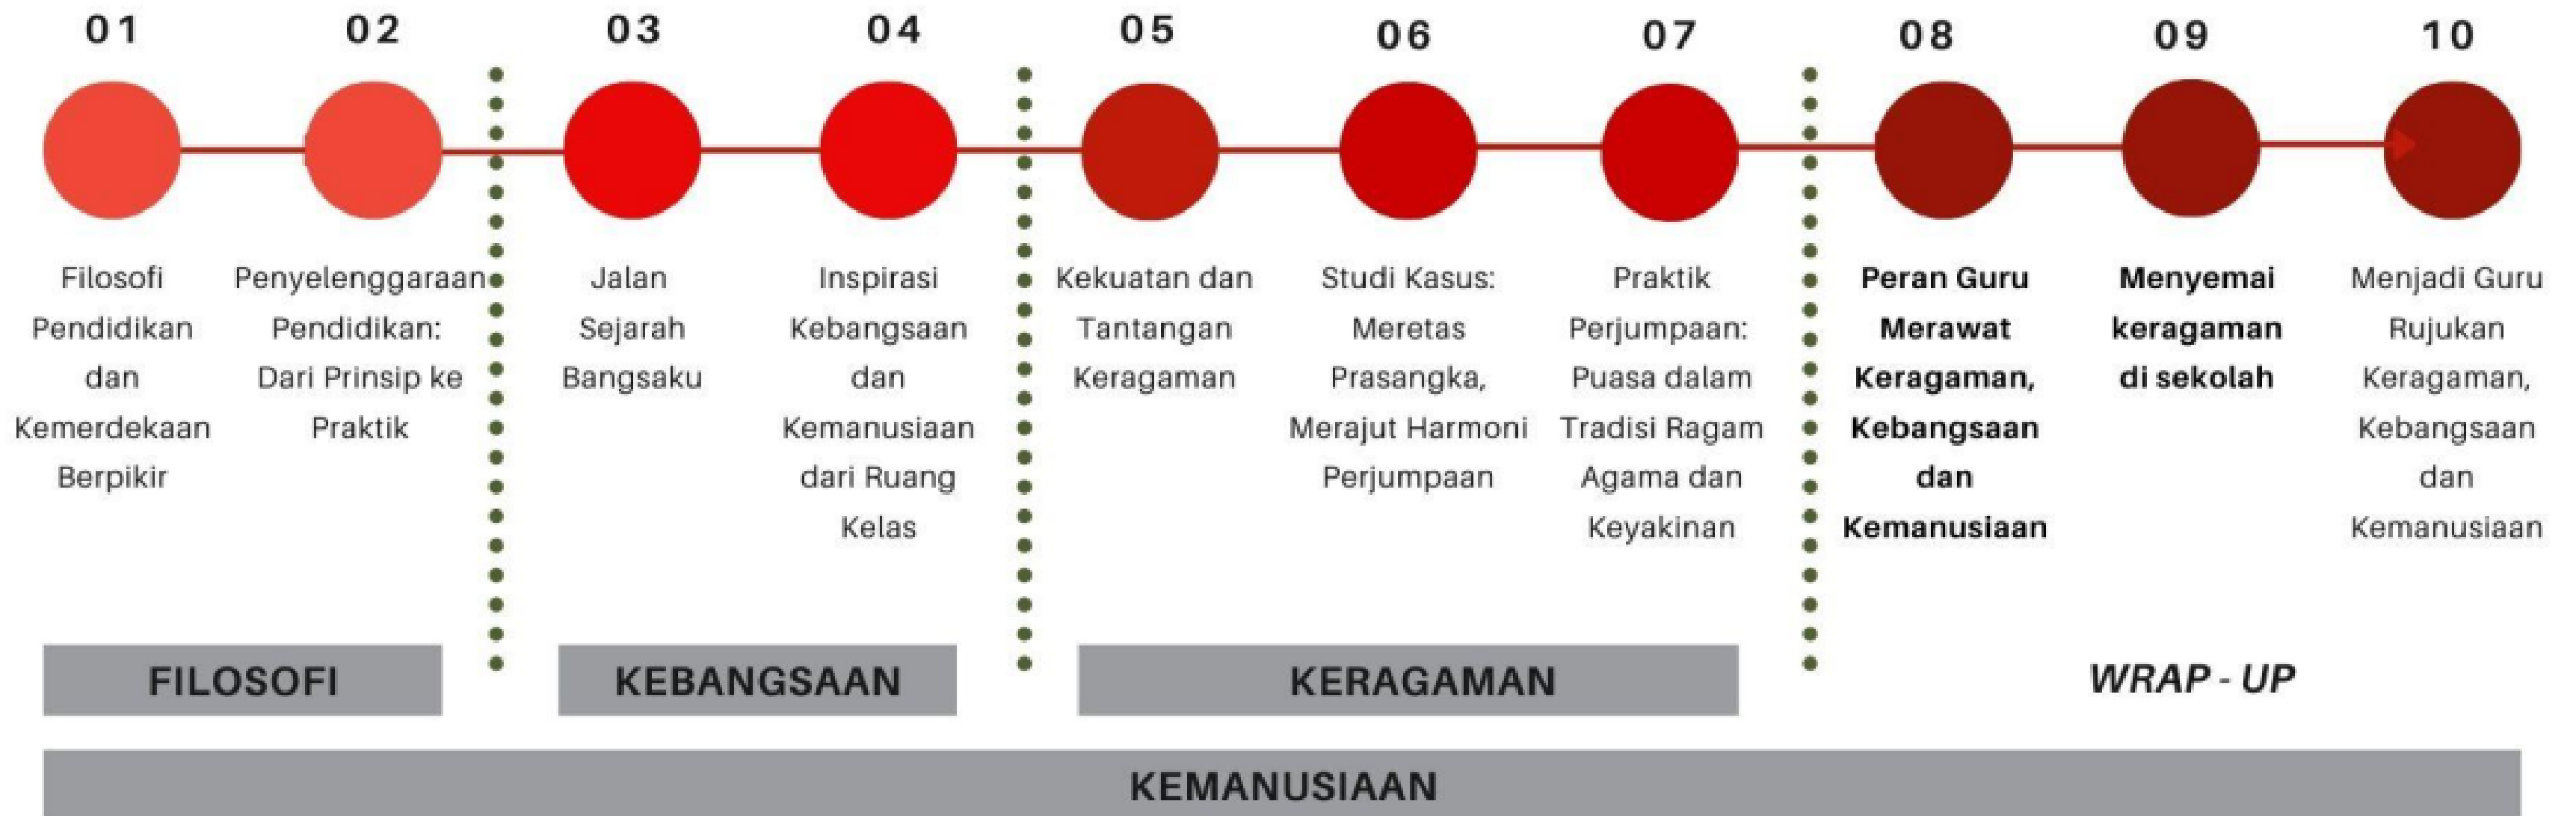 01
02
03
04
05
06
07
08
09
10
Filosofi
Pendidikan
dan
Kemerdekaan
Berpikir
Penyelenggaraan
Pendidikan:
Dari Prinsip ke
Praktik
Jalan
Sejarah
Bangsaku
Inspirasi
Kebangsaan
dan
Kemanusiaan
dari Ruang
Kelas
Kekuatan dan
Tantangan
Keragaman
Studi Kasus:
Meretas
Prasangka,
Merajut Harmoni
Perjumpaan
Praktik
Perjumpaan:
Puasa dalam
Tradisi Ragam
Agama dan
Keyakinan
Peran Guru
Merawat
Keragaman,
Kebangsaan
dan
Kemanusiaan
Menyemai
keragaman
di sekolah
Menjadi Guru
Rujukan
Keragaman,
Kebangsaan
dan
Kemanusiaan
FILOSOFI
KEBANGSAAN
KERAGAMAN
WRAP - UP
KEMANUSIAAN